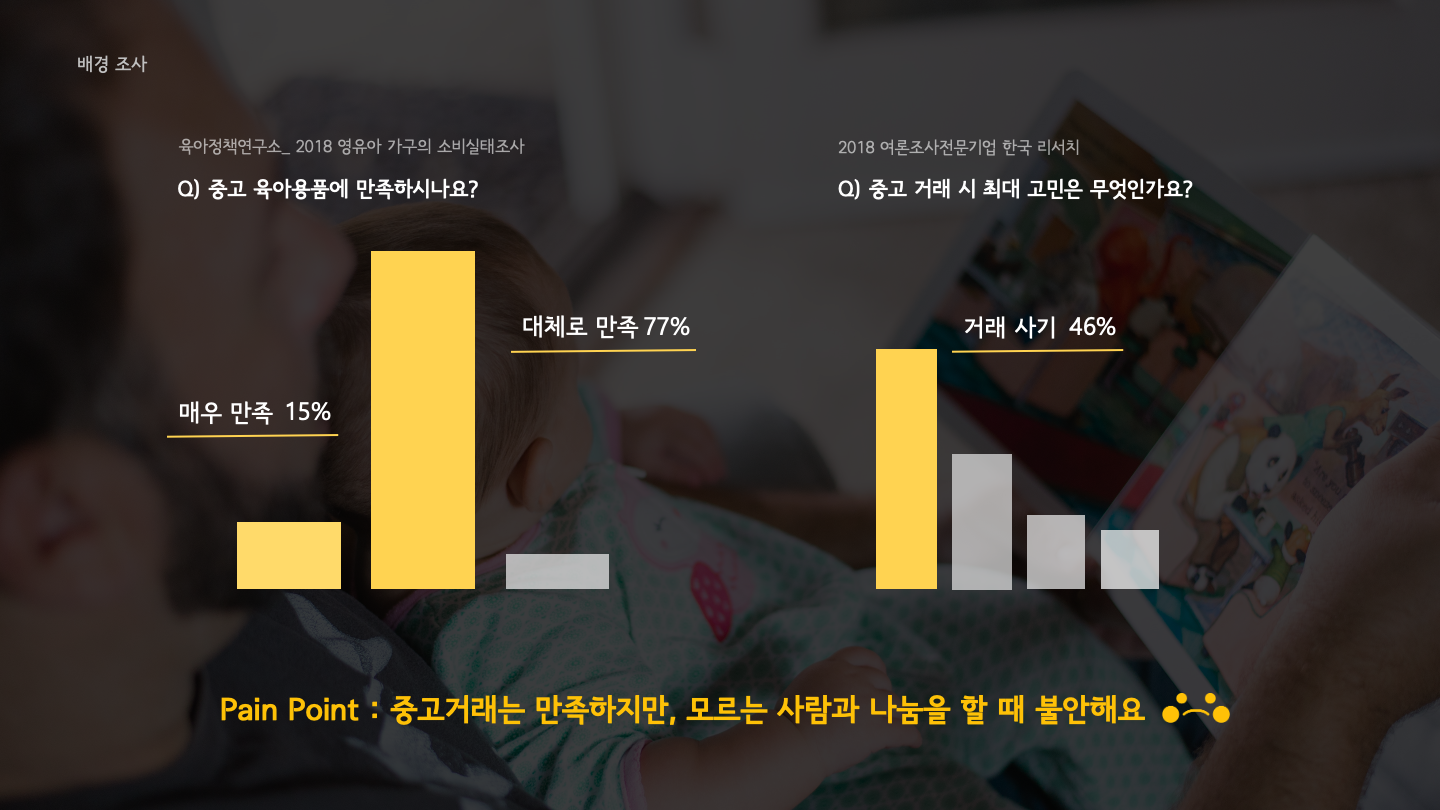 배경 조사
육아정책연구소_ 2018 영유아 가구의 소비실태조사
Q) 중고 육아용품에 만족하시나요?
2018 여론조사전문기업 한국 리서치
Q) 중고 거래 시 최대 고민은 무엇인가요?
대체로 만족 77%
매우 만족 15%
거래 사기 46%
Pain Point : 중고거래는 만족하지만, 모르는 사람과 나눔을 할 때 불안해요